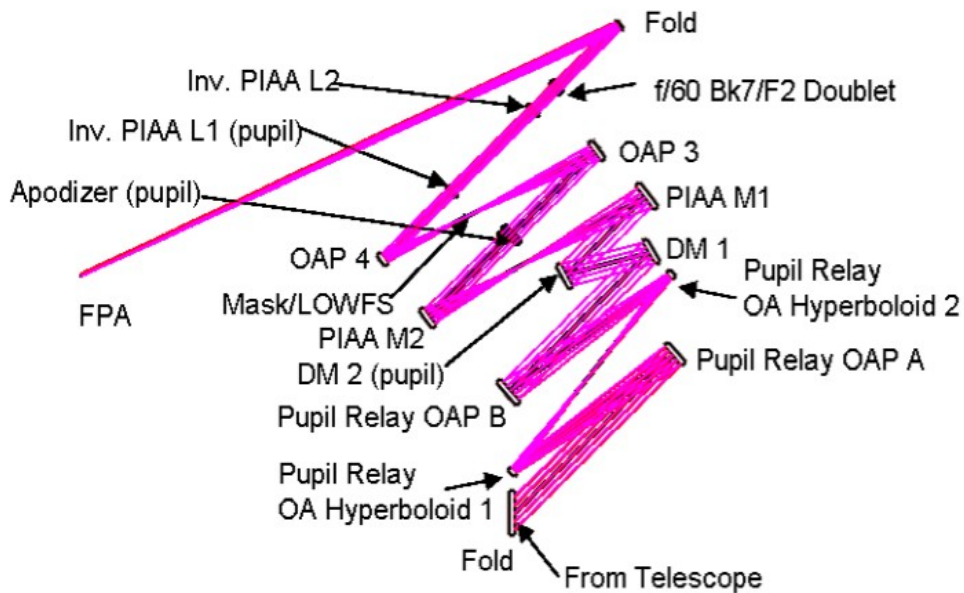 Fold
Inv. PIAA L2
f/60 Bk7/F2 Doublet
Inv. PIAA L1 (pupil)
OAP 3
Apodizer (pupil)
PIAA M1
OAP 4
DM 1
Pupil Relay
OA Hyperboloid 2
FPA
Mask/LOWFS
PIAA M2
DM 2 (pupil)
Pupil Relay OAP A
Pupil Relay OAP B
Pupil Relay
OA Hyperboloid 1
Fold
From Telescope